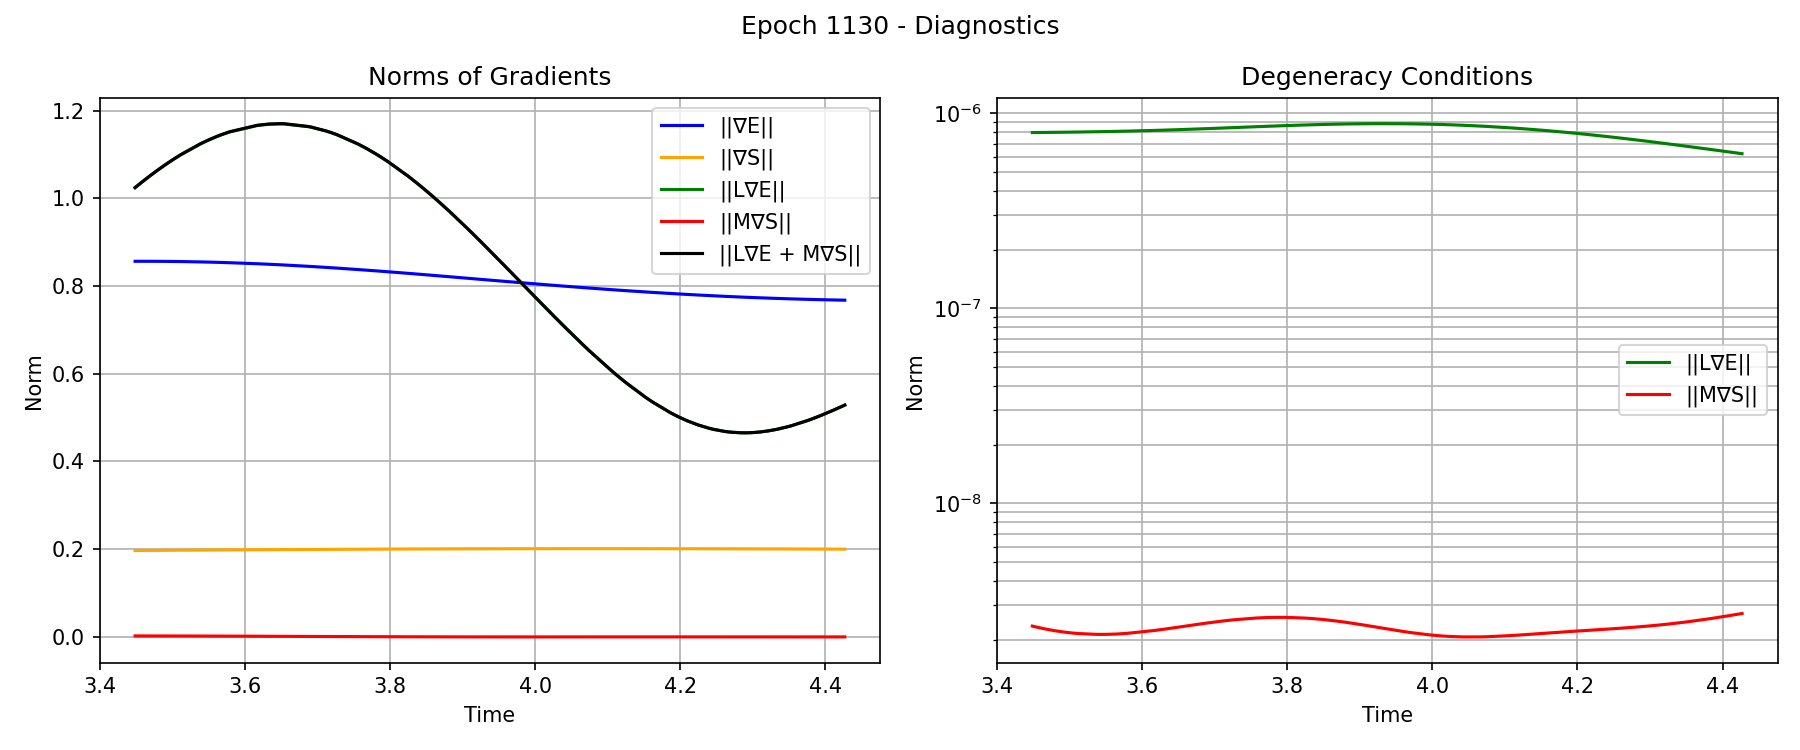 Epoch 1130 - Diagnostics
Norms of Gradients
Norm
1.2
1.0
0.8
0.6
0.4
0.2
0.0
3.4 3.6 3.8 4.0 4.2 4.4
Time
||∇E||
||∇S||
||L∇E||
||M∇S||
||L∇E + M∇S||
Degeneracy Conditions
Norm
10⁻⁶
10⁻⁷
10⁻⁸
3.4 3.6 3.8 4.0 4.2 4.4
Time
||L∇E||
||M∇S||